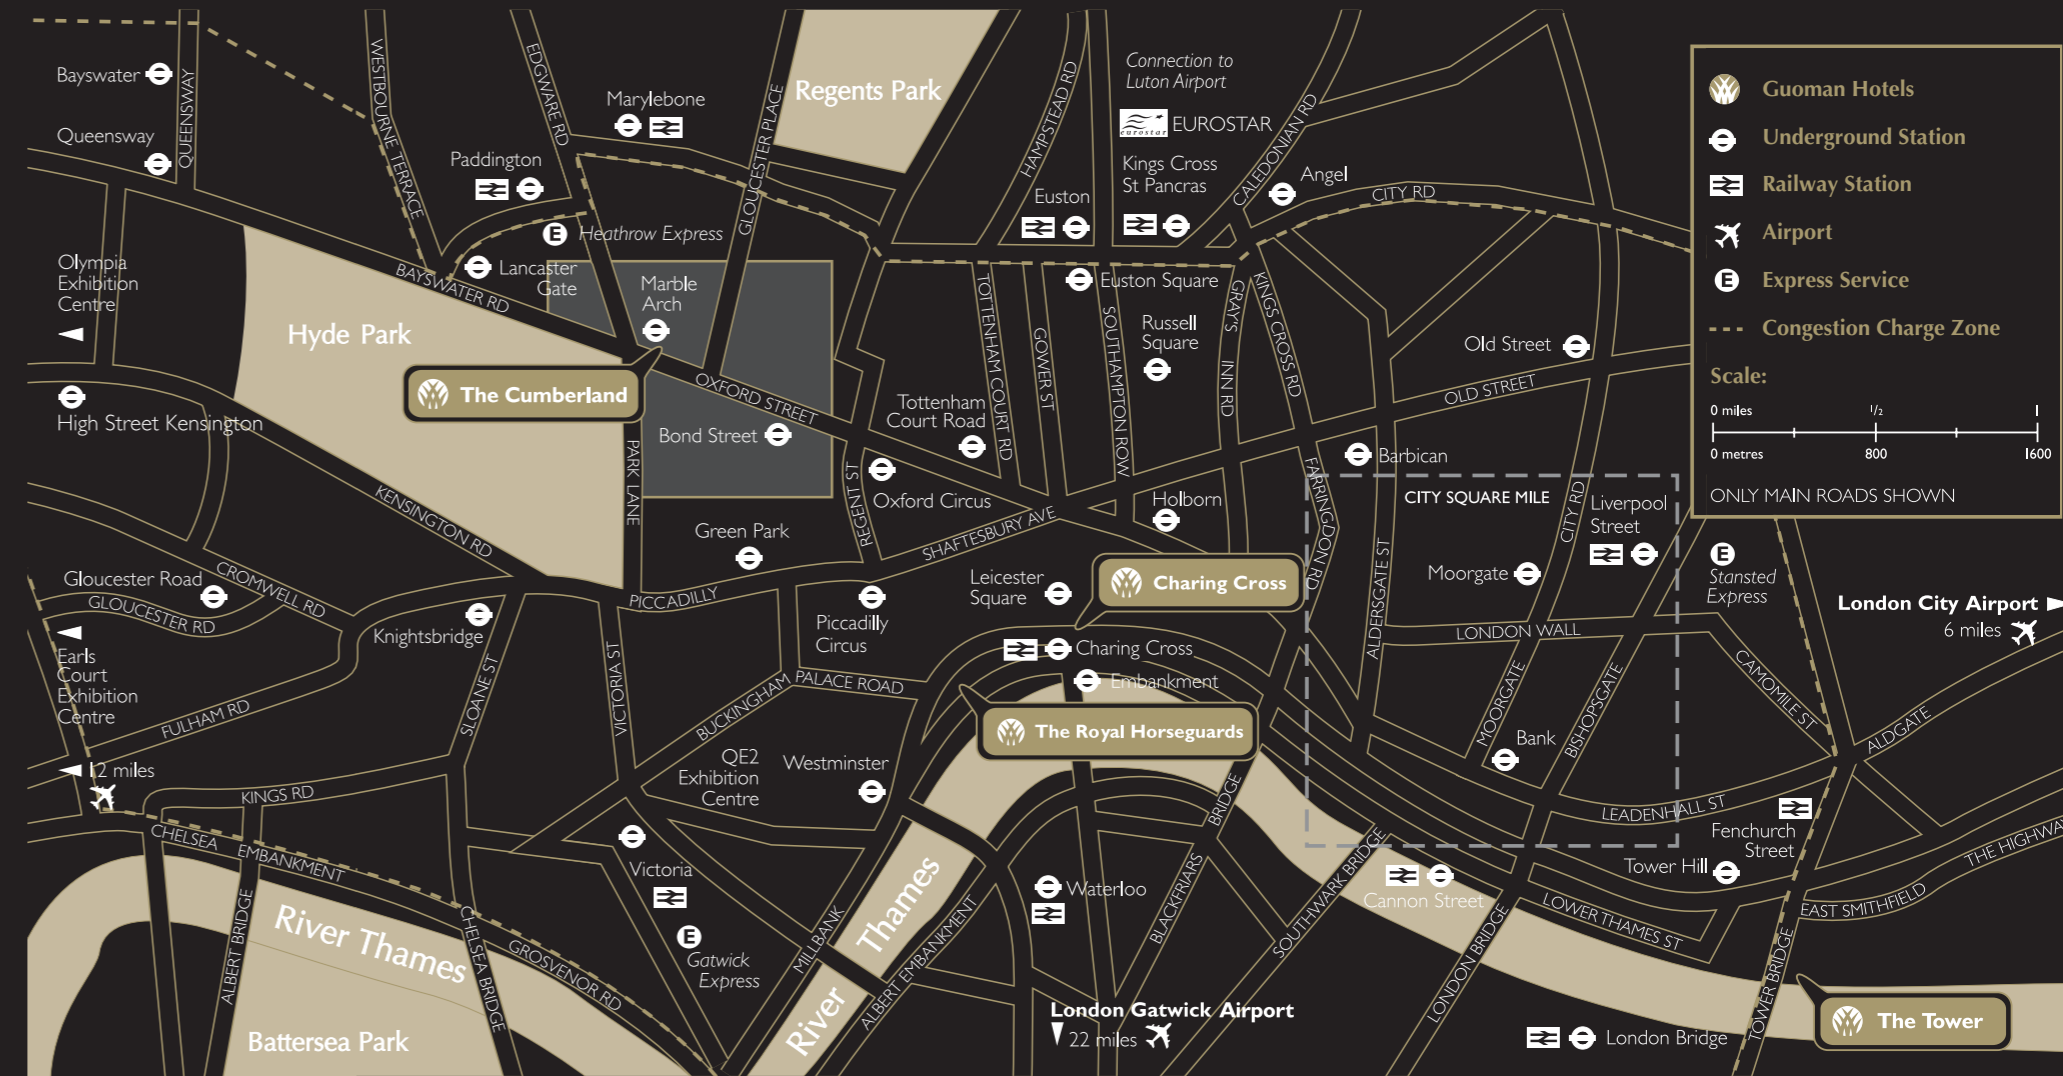 Bayswater
QUEENSWAY
Queensway
WESTBOURNE TERRACE
EDGWARE RD
Marylebone
Paddington
Heathrow Express
E
GLOUCESTER PLACE
Regents Park
HAMPSTEAD RD
Connection to
Luton Airport
eurostar
EUROSTAR
Kings Cross
St Pancras
Euston
CALEDONIAN RD
Angel
CITY RD
Guoman Hotels
Underground Station
Railway Station
Airport
E
Express Service
Congestion Charge Zone
Scale:
0 miles
1/2
1
0 metres
800
1600
ONLY MAIN ROADS SHOWN
Olympia
Exhibition
Centre
Hyde Park
BAYSWATER RD
Lancaster
Gate
Marble
Arch
The Cumberland
OXFORD STREET
Bond Street
PARK LANE
High Street Kensington
KENSINGTON RD
TOTTENHAM COURT RD
GOWER ST
Euston Square
SOUTHAMPTON ROW
Russell
Square
GRAY'S INN RD
KINGS CROSS RD
Old Street
OLD STREET
Tottenham
Court Road
REGENT ST
Oxford Circus
SHAFTESBURY AVE
Holborn
Barbican
FARRINGDON RD
CITY SQUARE MILE
CITY RD
Liverpool
Street
E
Stansted
Express
Moorgate
ALDERSGATE ST
LONDON WALL
London City Airport
6 miles
Green Park
PICCADILLY
Leicester
Square
Charing Cross
Piccadilly
Circus
Charing Cross
Embankment
The Royal Horseguards
Gloucester Road
GLOUCESTER RD
CROMWELL RD
Knightsbridge
Earls
Court
Exhibition
Centre
FULHAM RD
SLOANE ST
VICTORIA ST
BUCKINGHAM PALACE ROAD
12 miles
KINGS RD
QE2
Exhibition
Centre
Westminster
MOORGATE
BISHOPSGATE
Bank
CAMOMILE ST
ALDGATE
LEADENHALL ST
Fenchurch
Street
Tower Hill
THE HIGHWAY
EAST SMITHFIELD
CHELSEA EMBANKMENT
Victoria
E
Gatwick
Express
ALBERT BRIDGE
River Thames
CHELSEA BRIDGE
GROSVENOR RD
Battersea Park
MILLBANK
River Thames
ALBERT EMBANKMENT
Waterloo
BLACKFRIARS BRIDGE
SOUTHWARK BRIDGE
Cannon Street
LONDON BRIDGE
LOWER THAMES ST
TOWER BRIDGE
London Gatwick Airport
22 miles
London Bridge
The Tower